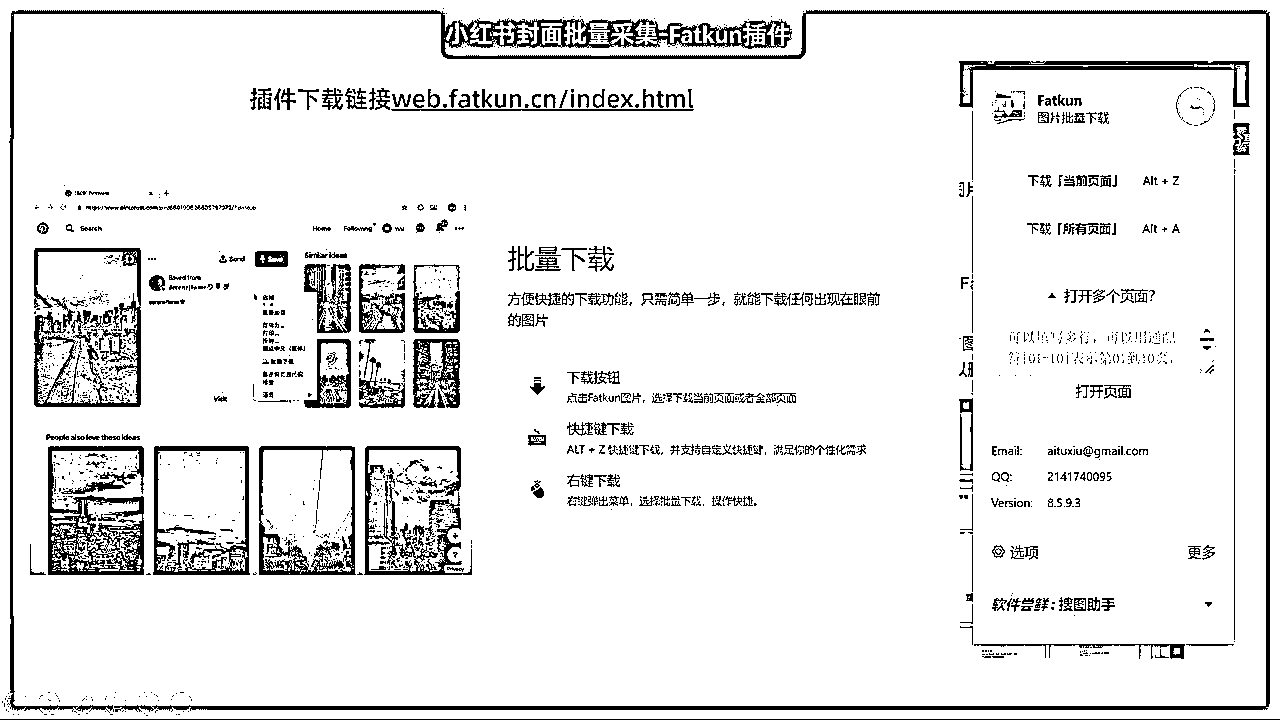 小红书封面批量采集-Fatkun插件
插件下载链接web.fatkun.cn/index.html
Search
Home
Following
Send
Save
Similar ideas
Saved from
Visit
People also love these ideas
Privacy
批量下载
方便快捷的下载功能，只需简单一步，就能下载任何出现在眼前
的图片
下载按钮
点击Fatkun图片，选择下载当前页面或者全部页面
快捷键下载
ALT + Z 快捷键下载，并支持自定义快捷键，满足你的个性化需求
右键下载
右键弹出菜单，选择批量下载，操作快捷。
Fatkun
图片批量下载
下载「当前页面」 Alt + Z
下载「所有页面」 Alt + A
打开多个页面?
可以填写多行，可以用通配
符[01-10]表示第01到10页。
打开页面
Email: aituxiu@gmail.com
QQ: 2141740095
Version: 8.5.9.3
选项 更多
软件尝鲜：搜图助手